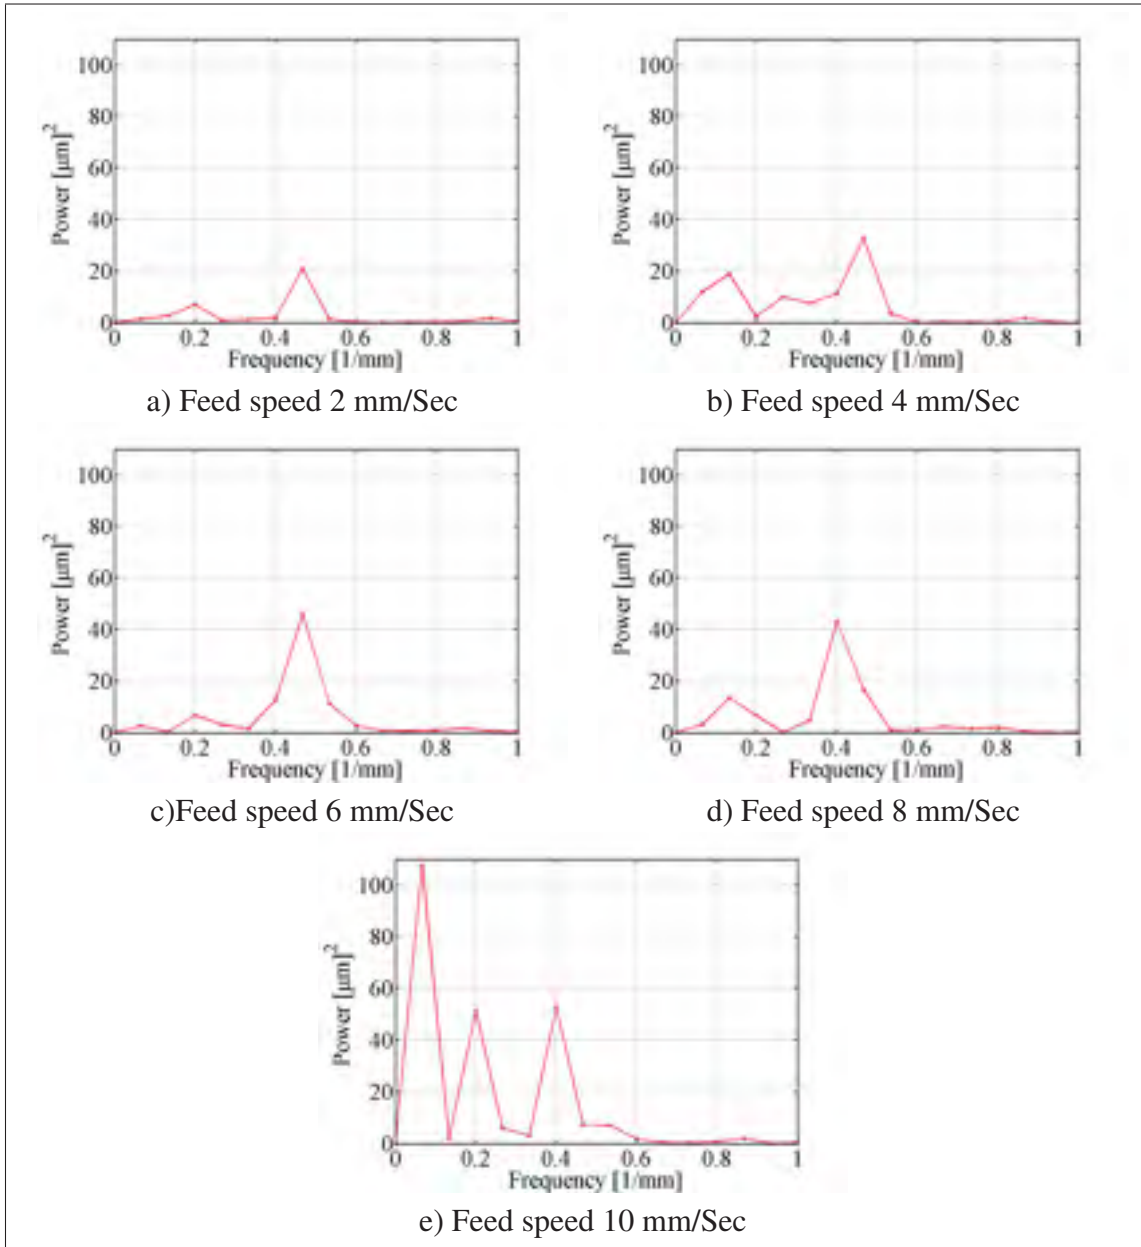 100
80
60
40
20
0
Power [μm]²
0 0.2 0.4 0.6 0.8 1
Frequency [1/mm]
a) Feed speed 2 mm/Sec
100
80
60
40
20
0
Power [μm]²
0 0.2 0.4 0.6 0.8 1
Frequency [1/mm]
b) Feed speed 4 mm/Sec
100
80
60
40
20
0
Power [μm]²
0 0.2 0.4 0.6 0.8 1
Frequency [1/mm]
c)Feed speed 6 mm/Sec
100
80
60
40
20
0
Power [μm]²
0 0.2 0.4 0.6 0.8 1
Frequency [1/mm]
d) Feed speed 8 mm/Sec
100
80
60
40
20
0
Power [μm]²
0 0.2 0.4 0.6 0.8 1
Frequency [1/mm]
e) Feed speed 10 mm/Sec